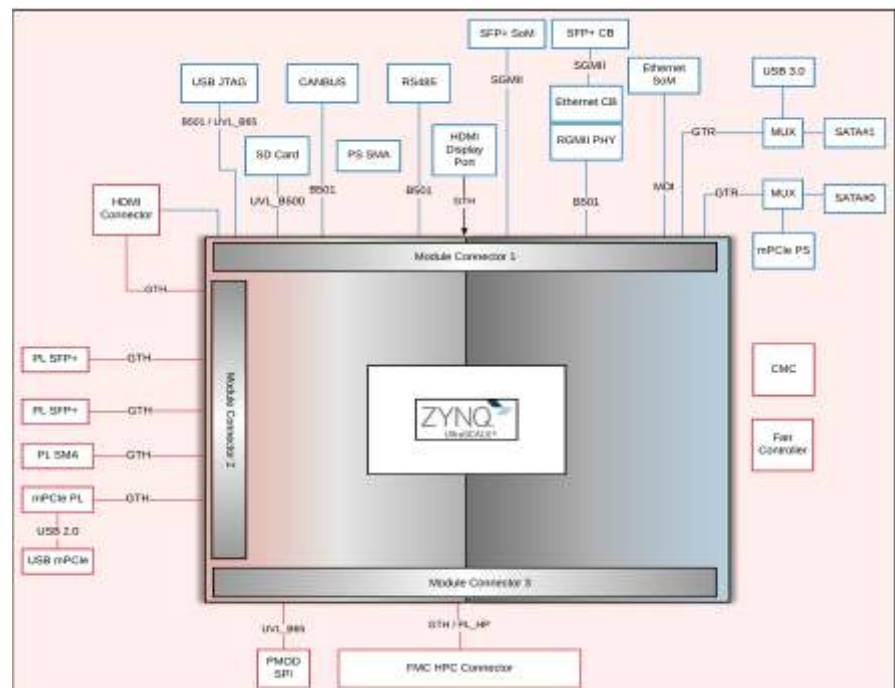 SFP+ SoM
SFP+ CB
USB JTAG
CANBUS
RS485
SGMII
SGMII
Ethernet
SoM
USB 3.0
Ethernet CB
B501 / UVL_B65
SD Card
PS SMA
HDMI
Display
Port
RGMII PHY
GTR
MUX
SATA#1
HDMI
Connector
UVL_B500
B501
B501
GTH
B501
MDI
GTR
MUX
SATA#0
mPCIe PS
Module Connector 1
GTH
Module Connector 2
PL SFP+
GTH
PL SFP+
GTH
PL SMA
GTH
mPCIe PL
GTH
USB 2.0
USB mPCIe
ZYNQ
UltraSCALE+
CMC
Fan
Controller
Module Connector 3
UVL_B65
GTH / PL_HP
PMOD
SPI
FMC HPC Connector